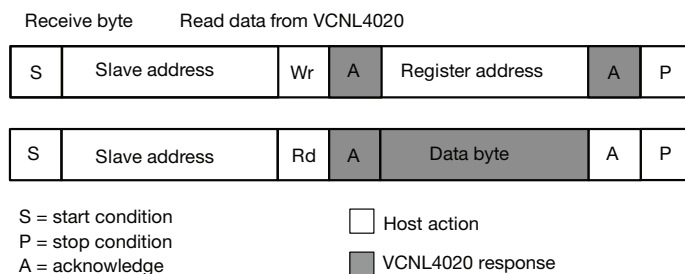 Receive byte Read data from VCNL4020
S Slave address Wr A Register address A P
S Slave address Rd A Data byte A P
S = start condition
P = stop condition
A = acknowledge
Host action
VCNL4020 response